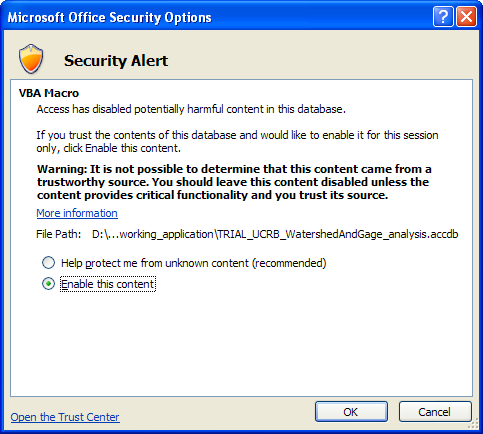 Microsoft Office Security Options
Security Alert
VBA Macro
Access has disabled potentially harmful content in this database.
If you trust the contents of this database and would like to enable it for this session
only, click Enable this content.
Warning: It is not possible to determine that this content came from a
trustworthy source. You should leave this content disabled unless the
content provides critical functionality and you trust its source.
More information
File Path: D:\...working_application\TRIAL_UCRB_WatershedAndGage_analysis.accdb
Help protect me from unknown content (recommended)
Enable this content
Open the Trust Center
OK
Cancel